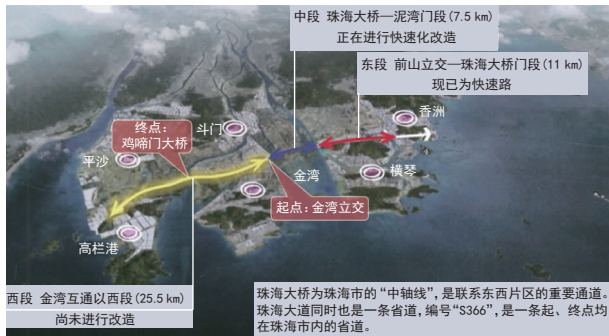 中段 珠海大桥—泥湾门段(7.5 km)
正在进行快速化改造
东段 前山立交—珠海大桥门段(11 km)
现已为快速路
香洲
终点：
鸡啼门大桥
斗门
平沙
金湾
横琴
起点：金湾立交
高栏港
西段 金湾互通以西段(25.5 km)
尚未进行改造
珠海大桥为珠海市的“中轴线”，是联系东西片区的重要通道。
珠海大道同时也是一条省道，编号“S366”，是一条起、终点均
在珠海市内的省道。